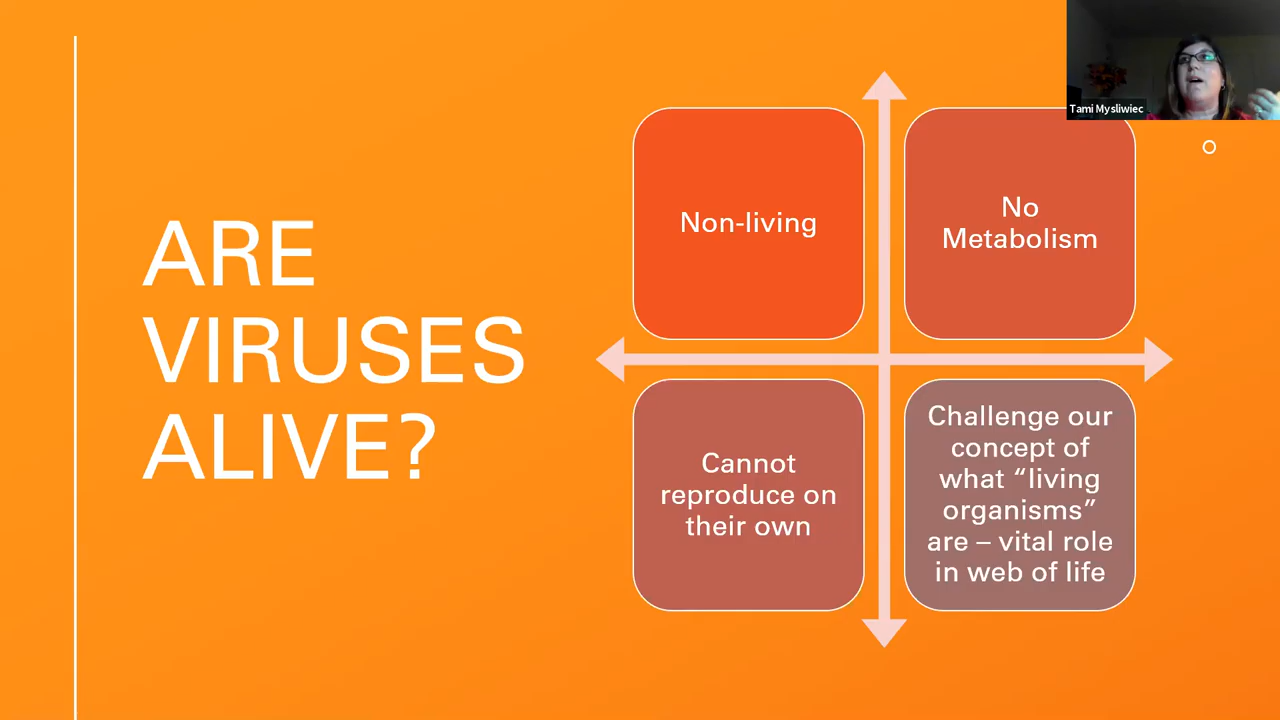 ARE
VIRUSES
ALIVE?
Non-living
No
Metabolism
Cannot
reproduce on
their own
Challenge our
concept of
what “living
organisms”
are – vital role
in web of life
Tami Mysliwiec